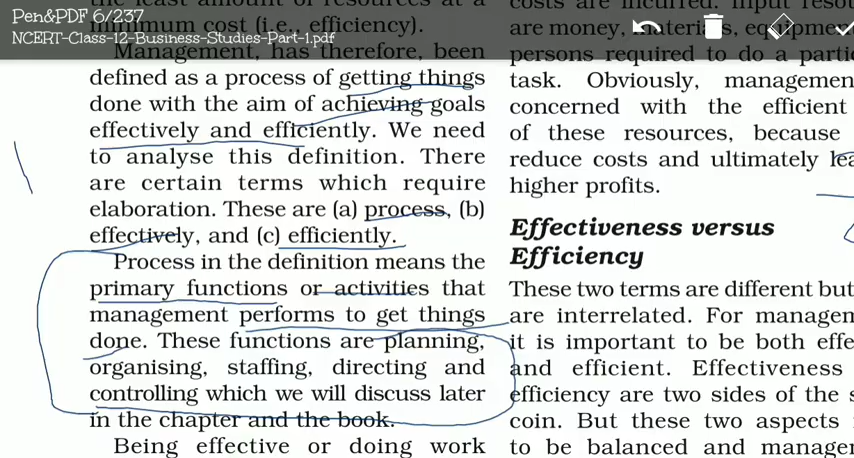 Pen&PDF 6/237
NCERT-Class-12-Business-Studies-Part-1.pdf
the least amount of resources at a
minimum cost (i.e., efficiency).
Management, has therefore, been
defined as a process of getting things
done with the aim of achieving goals
effectively and efficiently. We need
to analyse this definition. There
are certain terms which require
elaboration. These are (a) process, (b)
effectively, and (c) efficiently.
Process in the definition means the
primary functions or activities that
management performs to get things
done. These functions are planning,
organising, staffing, directing and
controlling which we will discuss later
in the chapter and the book.
Being effective or doing work
costs are incurred. Input
are money, materials,
persons required to do a
task. Obviously,
concerned with the efficient
of these resources, because
reduce costs and ultimately
higher profits.
Effectiveness versus
Efficiency
These two terms are different but
are interrelated. For
it is important to be both
and efficient. Effectiveness
efficiency are two sides of the
coin. But these two aspects
to be balanced and